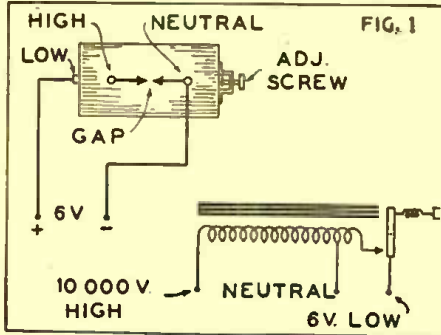 FIG. 1
HIGH
NEUTRAL
LOW
ADJ.
SCREW
GAP
6V
+ −
10 000 V.
HIGH
NEUTRAL
6V. LOW